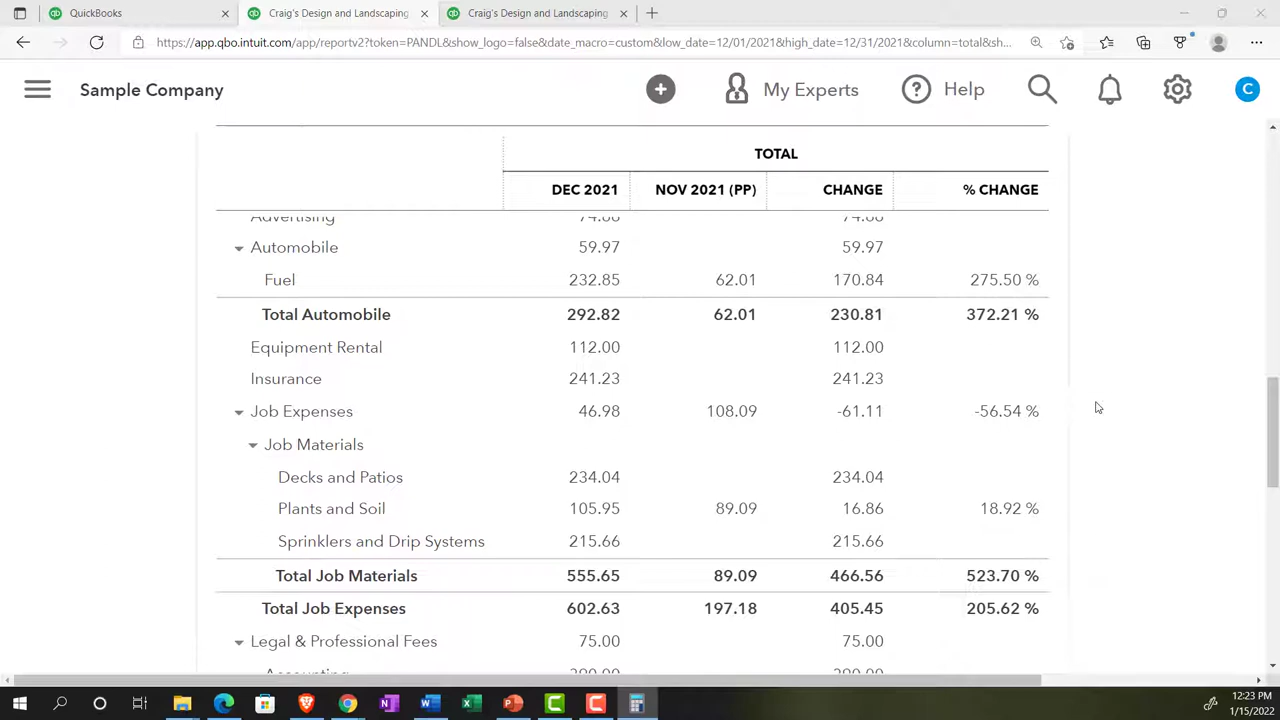 QuickBooks
Craig's Design and Landscaping
Craig's Design and Landscaping
https://app.qbo.intuit.com/app/reportv2?token=PANDL&show_logo=false&date_macro=custom&low_date=12/01/2021&high_date=12/31/2021&column=total&sh...
Sample Company
My Experts
Help
C
TOTAL
DEC 2021 NOV 2021 (PP) CHANGE % CHANGE
Advertising 74.86 74.86
Automobile 59.97 59.97
Fuel 232.85 62.01 170.84 275.50 %
Total Automobile 292.82 62.01 230.81 372.21 %
Equipment Rental 112.00 112.00
Insurance 241.23 241.23
Job Expenses 46.98 108.09 -61.11 -56.54 %
Job Materials
Decks and Patios 234.04 234.04
Plants and Soil 105.95 89.09 16.86 18.92 %
Sprinklers and Drip Systems 215.66 215.66
Total Job Materials 555.65 89.09 466.56 523.70 %
Total Job Expenses 602.63 197.18 405.45 205.62 %
Legal & Professional Fees 75.00 75.00
Accounting
12:23 PM
1/15/2022